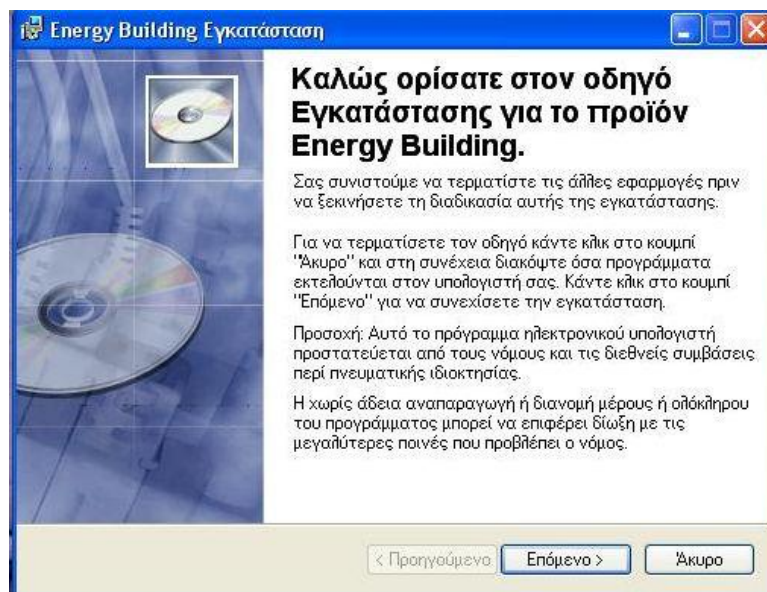 Energy Building Εγκατάσταση
Καλώς ορίσατε στον οδηγό
Εγκατάστασης για το προϊόν
Energy Building.
Σας συνιστούμε να τερματίστε τις άλλες εφαρμογές πριν
να ξεκινήσετε τη διαδικασία αυτής της εγκατάστασης.
Για να τερματίσετε τον οδηγό κάντε κλικ στο κουμπί
"Άκυρο" και στη συνέχεια διακόψτε όσα προγράμματα
εκτελούνται στον υπολογιστή σας. Κάντε κλικ στο κουμπί
"Επόμενο" για να συνεχίσετε την εγκατάσταση.
Προσοχή: Αυτό το πρόγραμμα ηλεκτρονικού υπολογιστή
προστατεύεται από τους νόμους και τις διεθνείς συμβάσεις
περί πνευματικής ιδιοκτησίας.
Η χωρίς άδεια αναπαραγωγή ή διανομή μέρους ή ολόκληρου
του προγράμματος μπορεί να επιφέρει δίωξη με τις
μεγαλύτερες ποινές που προβλέπει ο νόμος.
< Προηγούμενο Επόμενο > Άκυρο